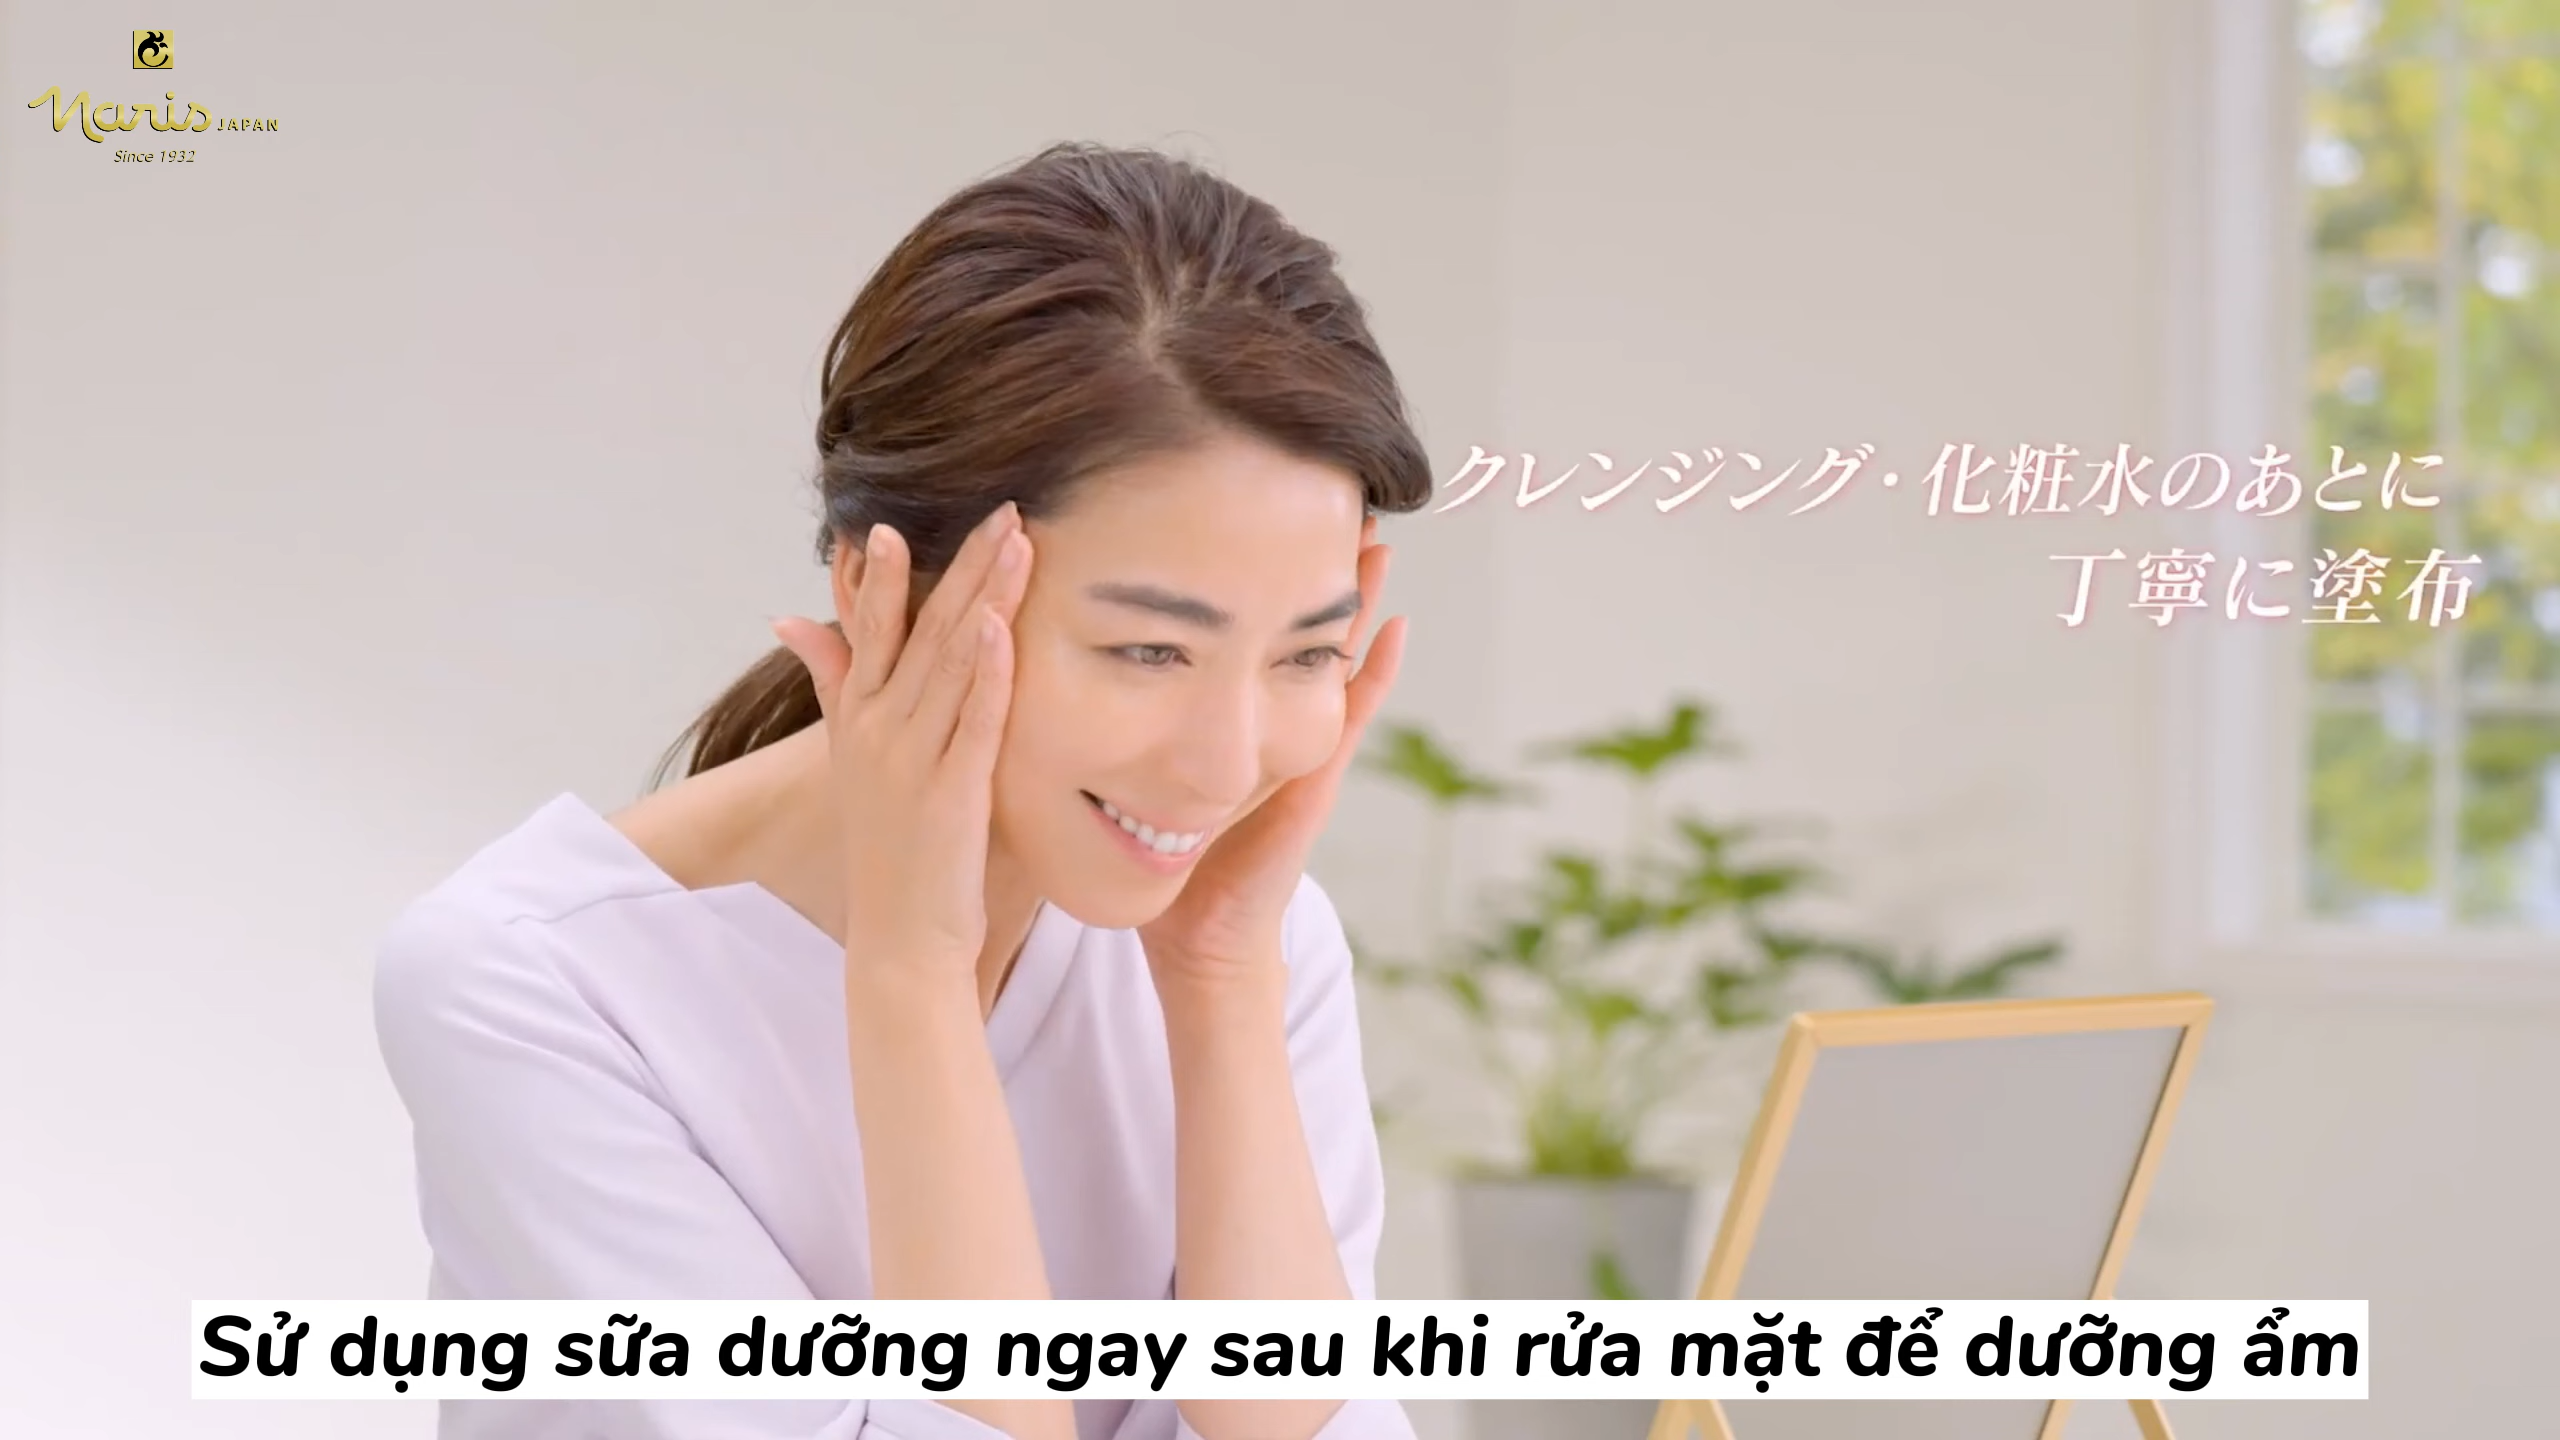 Naris JAPAN
Since 1932
クレンジング・化粧水のあとに
丁寧に塗布
Sử dụng sữa dưỡng ngay sau khi rửa mặt để dưỡng ẩm